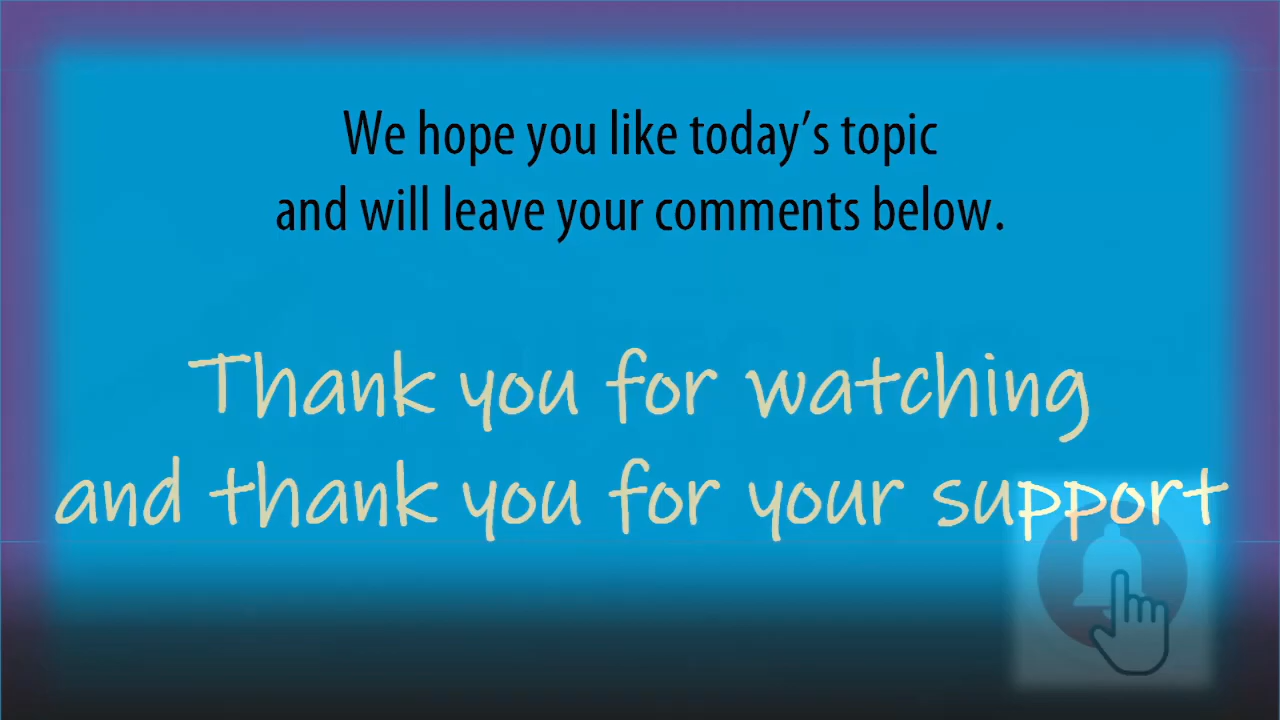 We hope you like today’s topic
and will leave your comments below.
Thank you for watching
and thank you for your support